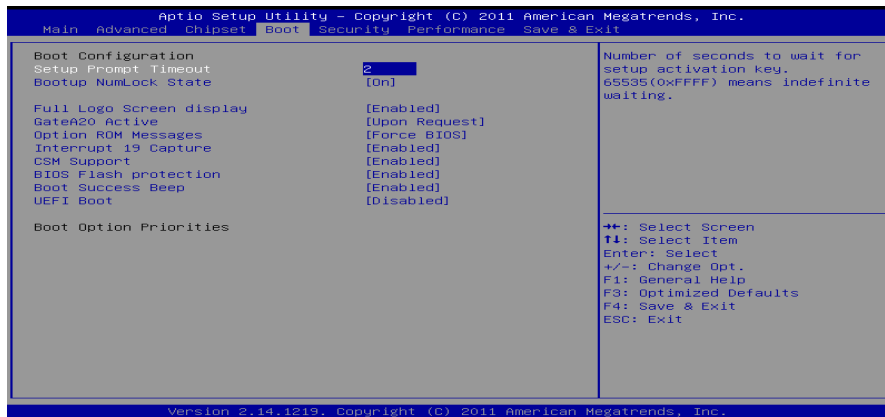 Aptio Setup Utility – Copyright (C) 2011 American Megatrends, Inc.
Main Advanced Chipset Boot Security Performance Save & Exit
Boot Configuration
Setup Prompt Timeout 2
Bootup NumLock State [On]
Full Logo Screen display [Enabled]
GateA20 Active [Upon Request]
Option ROM Messages [Force BIOS]
Interrupt 19 Capture [Enabled]
CSM Support [Enabled]
BIOS Flash protection [Enabled]
Boot Success Beep [Enabled]
UEFI Boot [Disabled]
Boot Option Priorities
Number of seconds to wait for
setup activation key.
65535(0xFFFF) means indefinite
waiting.
→←: Select Screen
↑↓: Select Item
Enter: Select
+/-: Change Opt.
F1: General Help
F3: Optimized Defaults
F4: Save & Exit
ESC: Exit
Version 2.14.1219. Copyright (C) 2011 American Megatrends, Inc.